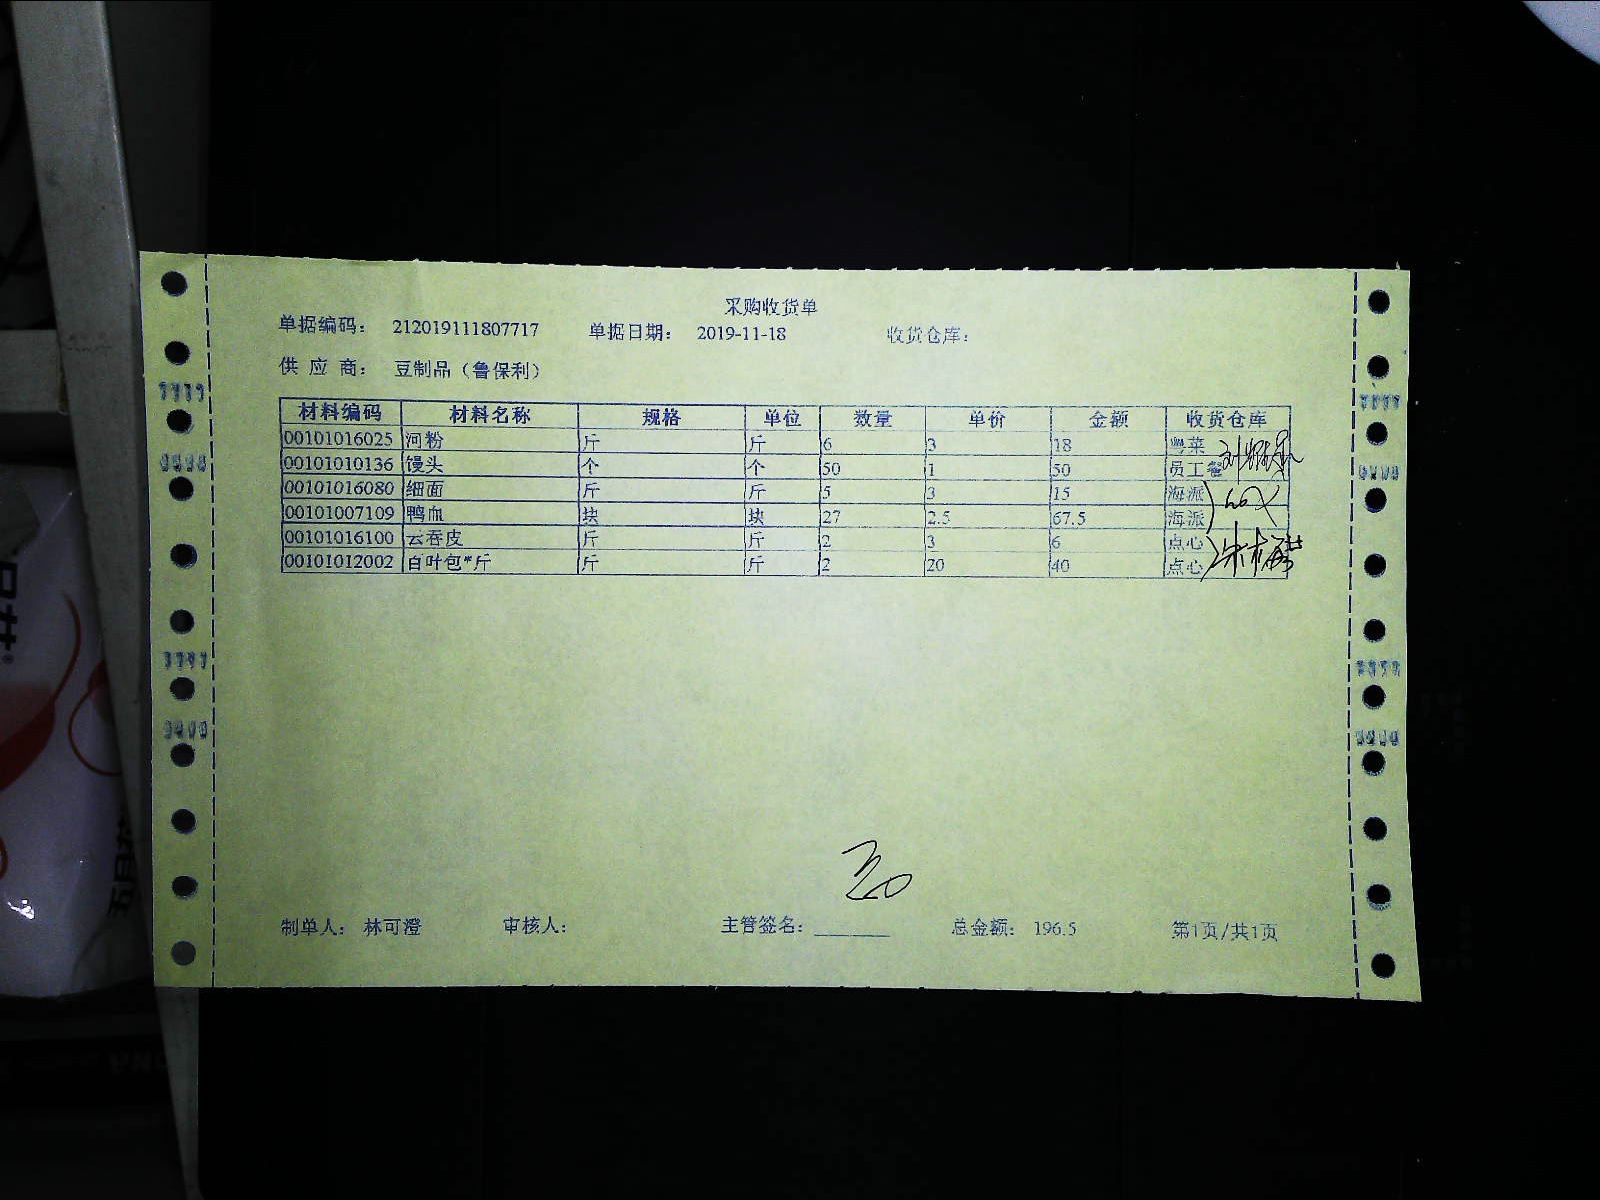 采购收货单
单据编码： 212019111807717 单据日期： 2019-11-18 收货仓库：
供 应 商： 豆制品（鲁保利）
材料编码 材料名称 规格 单位 数量 单价 金额 收货仓库
00101016025 河粉 斤 斤 6 3 18 粤菜
00101010136 馒头 个 个 50 1 50 员工餐
00101016080 细面 斤 斤 5 3 15 海派
00101007109 鸭血 块 块 27 2.5 67.5 海派
00101016100 云吞皮 斤 斤 2 3 6 点心
00101012002 百叶包*斤 斤 斤 2 20 40 点心
制单人： 林可澄 审核人： 主管签名： 总金额： 196.5 第1页/共1页